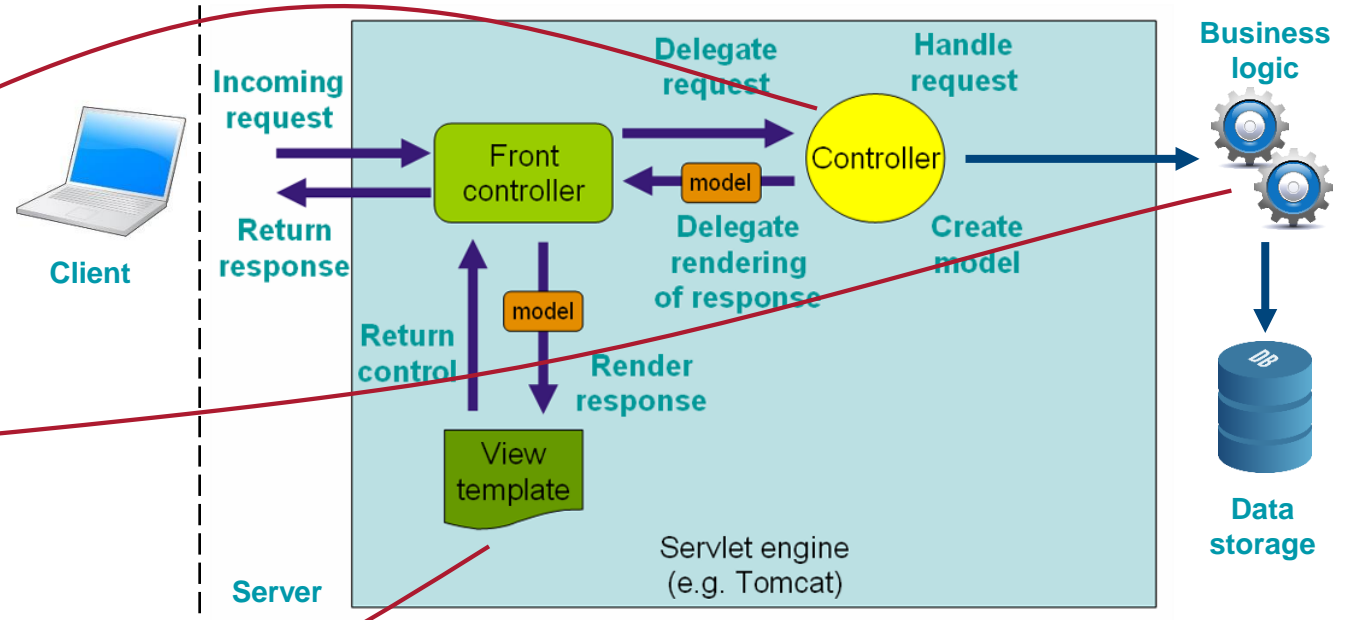 Business
logic
Delegate
request
Handle
request
Incoming
request
Front
controller
Controller
model
Return
response
Delegate
rendering
of response
Create
model
Client
model
Return
control
Render
response
DB
View
template
Data
storage
Servlet engine
(e.g. Tomcat)
Server